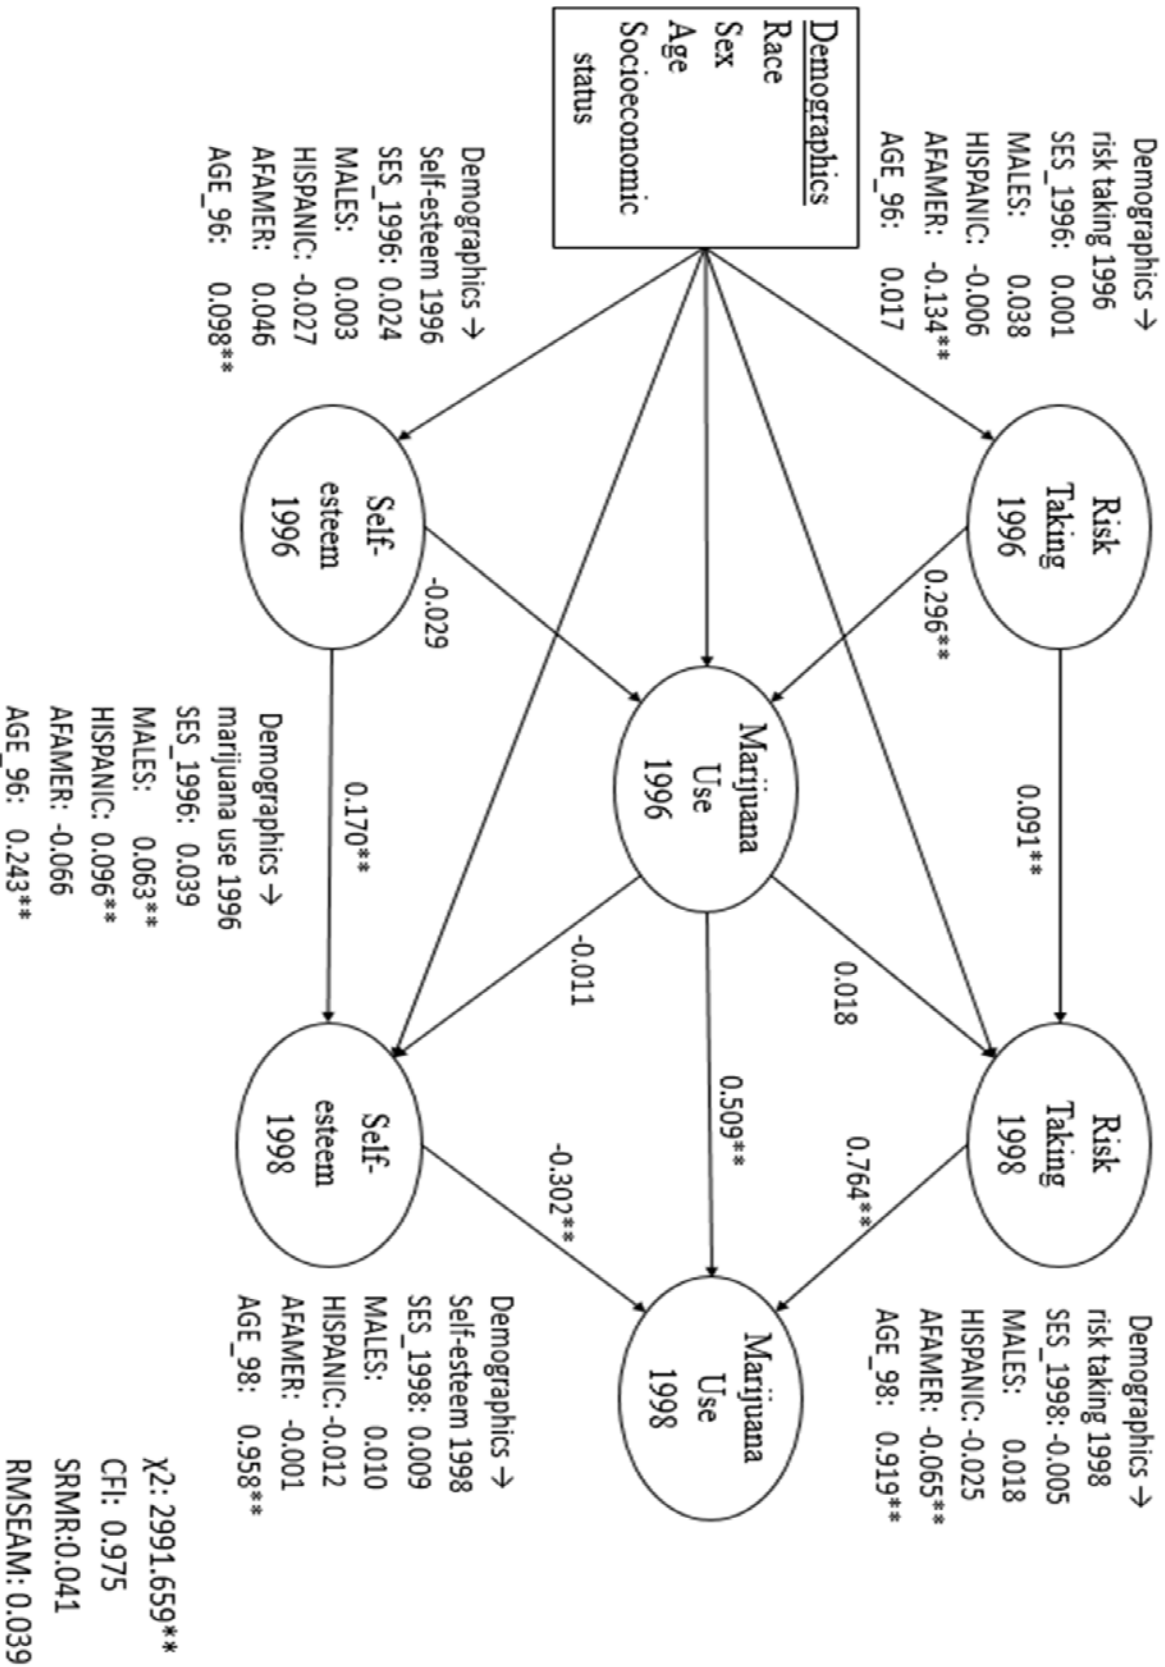 Demographics →
risk taking 1996
SES_1996: 0.001
MALES: 0.038
HISPANIC: -0.006
AFAMER: -0.134**
AGE_96: 0.017
Demographics
Race
Sex
Age
Socioeconomic
status
Demographics →
Self-esteem 1996
SES_1996: 0.024
MALES: 0.003
HISPANIC: -0.027
AFAMER: 0.046
AGE_96: 0.098**
Risk
Taking
1996
0.296**
0.091**
Self-
esteem
1996
-0.029
0.170**
Marijuana
Use
1996
Demographics →
marijuana use 1996
SES_1996: 0.039
MALES: 0.063**
HISPANIC: 0.096**
AFAMER: -0.066
AGE_96: 0.243**
0.018
-0.011
0.509**
Risk
Taking
1998
0.764**
Self-
esteem
1998
-0.302**
Marijuana
Use
1998
Demographics →
risk taking 1998
SES_1998: -0.005
MALES: 0.018
HISPANIC: -0.025
AFAMER: -0.065**
AGE_98: 0.919**
Demographics →
Self-esteem 1998
SES_1998: 0.009
MALES: 0.010
HISPANIC: -0.012
AFAMER: -0.001
AGE_98: 0.958**
χ2: 2991.659**
CFI: 0.975
SRMR:0.041
RMSEAM: 0.039